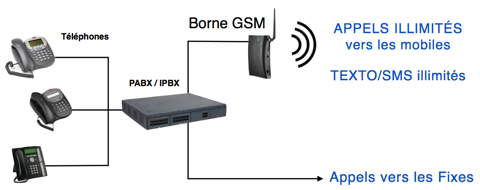 Téléphones
PABX / IPBX
Borne GSM
APPELS ILLIMITÉS
vers les mobiles
TEXTO/SMS illimités
Appels vers les Fixes